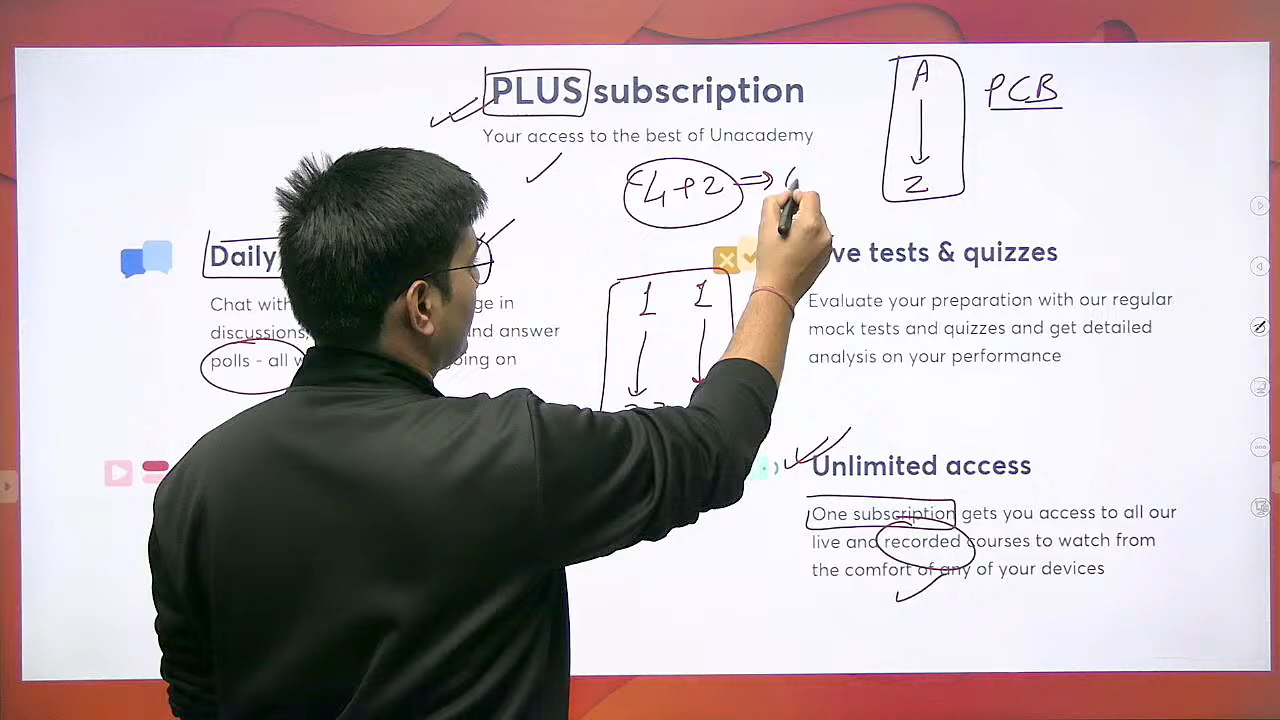 PLUS subscription
Your access to the best of Unacademy
A
PCB
2
4+2 ⇒
Daily
Chat with
ge in
discussions,
and answer
polls - all
going on
ve tests & quizzes
Evaluate your preparation with our regular
mock tests and quizzes and get detailed
analysis on your performance
1 1
Unlimited access
One subscription gets you access to all our
live and recorded courses to watch from
the comfort of any of your devices